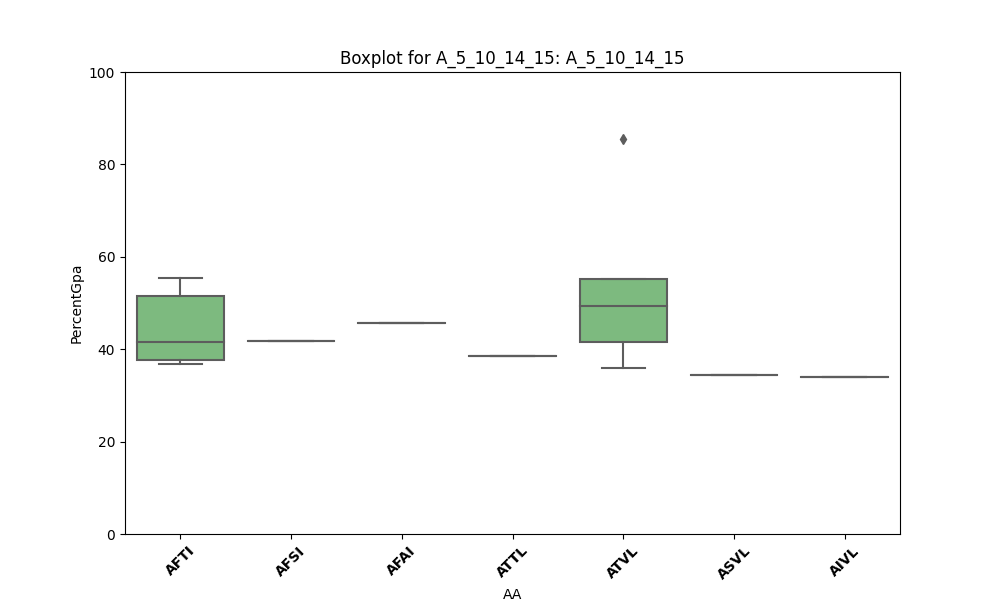 Boxplot for A_5_10_14_15: A_5_10_14_15
PercentGpa
100
80
60
40
20
0
AFTI
AFSI
AFAI
ATTL
ATVL
ASVL
AIVL
AA